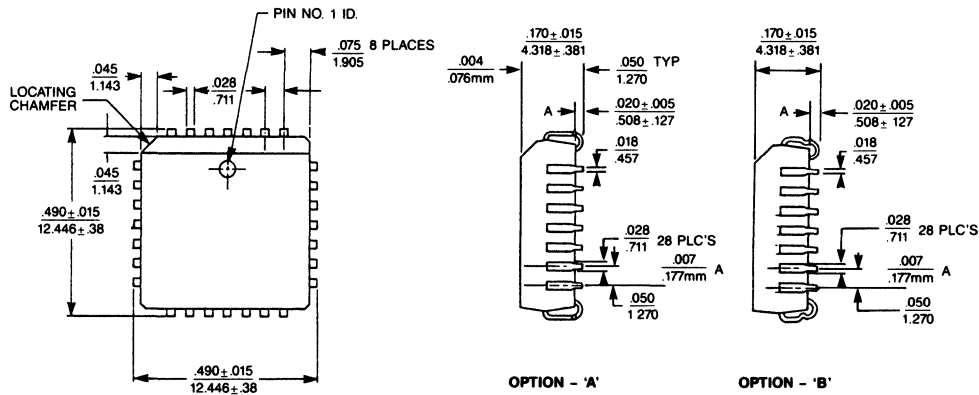 PIN NO. 1 ID.
.075 8 PLACES
1.905
.045
1.143
.028
.711
LOCATING
CHAMFER
.045
1.143
.490±.015
12.446±.38
.490±.015
12.446±.38
.170±.015
4.318±.381
.004
.076mm
.050 TYP
1.270
A
.020±.005
.508±.127
.018
.457
.028 28 PLC'S
.711
.007 A
.177mm
.050
1 270
OPTION – 'A'
.170±.015
4.318±.381
A
.020±.005
.508± 127
.018
.457
.028 28 PLC'S
.711
.007 A
.177mm
.050
1.270
OPTION – 'B'